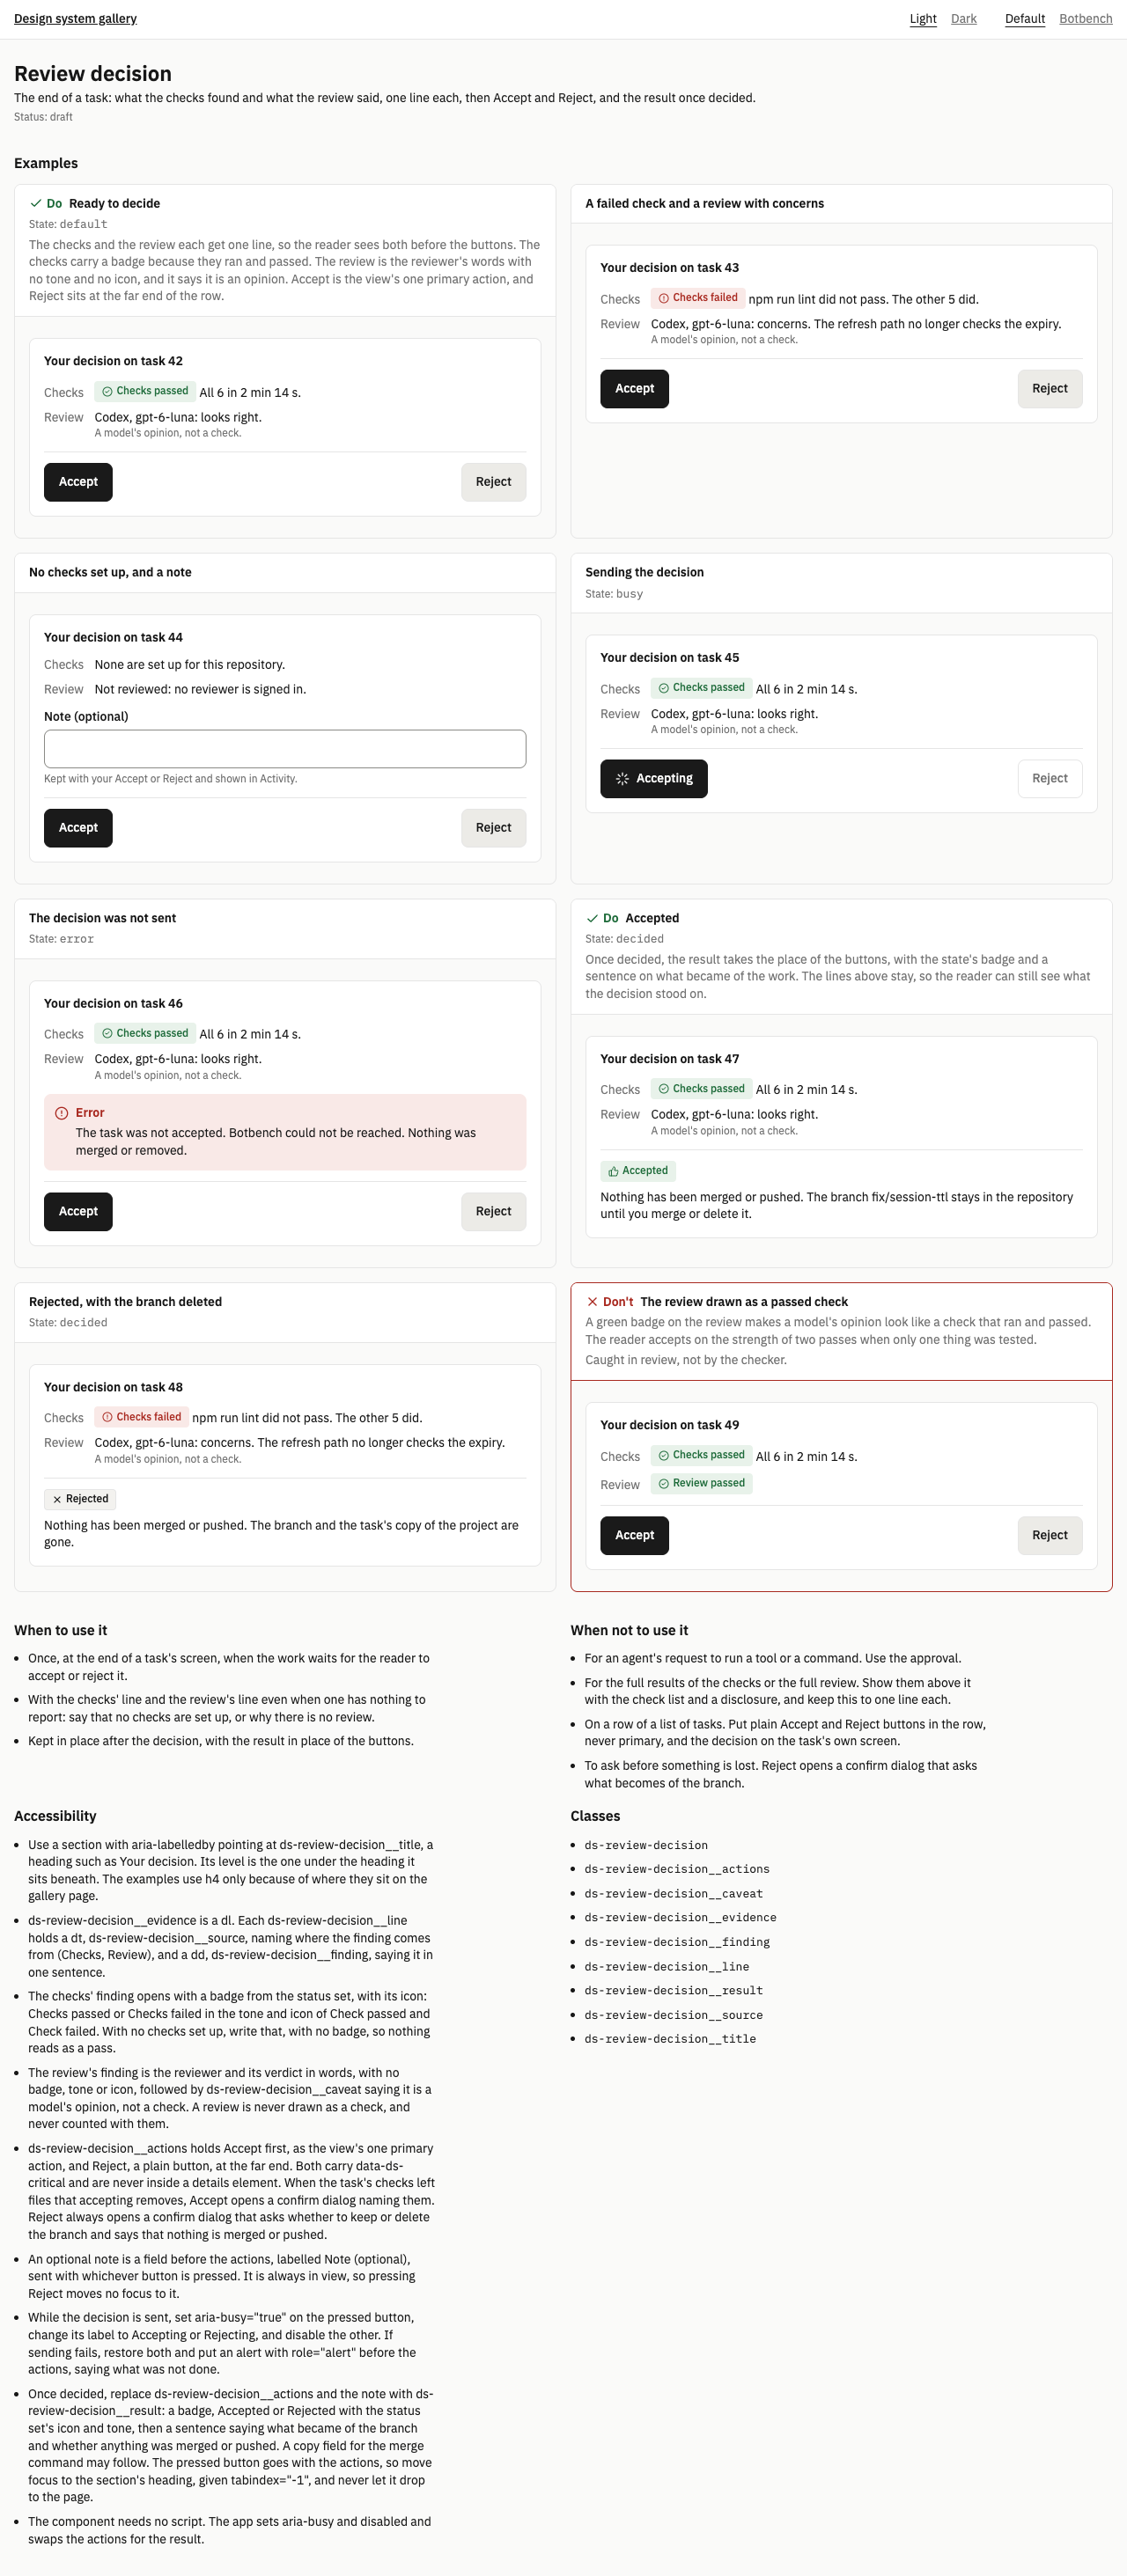 Design system gallery
Light Dark Default Botbench
Review decision
The end of a task: what the checks found and what the review said, one line each, then Accept and Reject, and the result once decided.
Status: draft
Examples
Do Ready to decide
State: default
The checks and the review each get one line, so the reader sees both before the buttons. The
checks carry a badge because they ran and passed. The review is the reviewer's words with
no tone and no icon, and it says it is an opinion. Accept is the view's one primary action, and
Reject sits at the far end of the row.
Your decision on task 42
Checks Checks passed All 6 in 2 min 14 s.
Review Codex, gpt-6-luna: looks right.
A model's opinion, not a check.
Accept Reject
A failed check and a review with concerns
Your decision on task 43
Checks Checks failed npm run lint did not pass. The other 5 did.
Review Codex, gpt-6-luna: concerns. The refresh path no longer checks the expiry.
A model's opinion, not a check.
Accept Reject
No checks set up, and a note
Your decision on task 44
Checks None are set up for this repository.
Review Not reviewed: no reviewer is signed in.
Note (optional)
Kept with your Accept or Reject and shown in Activity.
Accept Reject
Sending the decision
State: busy
Your decision on task 45
Checks Checks passed All 6 in 2 min 14 s.
Review Codex, gpt-6-luna: looks right.
A model's opinion, not a check.
Accepting Reject
The decision was not sent
State: error
Your decision on task 46
Checks Checks passed All 6 in 2 min 14 s.
Review Codex, gpt-6-luna: looks right.
A model's opinion, not a check.
Error
The task was not accepted. Botbench could not be reached. Nothing was
merged or removed.
Accept Reject
Do Accepted
State: decided
Once decided, the result takes the place of the buttons, with the state's badge and a
sentence on what became of the work. The lines above stay, so the reader can still see what
the decision stood on.
Your decision on task 47
Checks Checks passed All 6 in 2 min 14 s.
Review Codex, gpt-6-luna: looks right.
A model's opinion, not a check.
Accepted
Nothing has been merged or pushed. The branch fix/session-ttl stays in the repository
until you merge or delete it.
Rejected, with the branch deleted
State: decided
Your decision on task 48
Checks Checks failed npm run lint did not pass. The other 5 did.
Review Codex, gpt-6-luna: concerns. The refresh path no longer checks the expiry.
A model's opinion, not a check.
Rejected
Nothing has been merged or pushed. The branch and the task's copy of the project are
gone.
Don't The review drawn as a passed check
A green badge on the review makes a model's opinion look like a check that ran and passed.
The reader accepts on the strength of two passes when only one thing was tested.
Caught in review, not by the checker.
Your decision on task 49
Checks Checks passed All 6 in 2 min 14 s.
Review Review passed
Accept Reject
When to use it
Once, at the end of a task's screen, when the work waits for the reader to
accept or reject it.
With the checks' line and the review's line even when one has nothing to
report: say that no checks are set up, or why there is no review.
Kept in place after the decision, with the result in place of the buttons.
When not to use it
For an agent's request to run a tool or a command. Use the approval.
For the full results of the checks or the full review. Show them above it
with the check list and a disclosure, and keep this to one line each.
On a row of a list of tasks. Put plain Accept and Reject buttons in the row,
never primary, and the decision on the task's own screen.
To ask before something is lost. Reject opens a confirm dialog that asks
what becomes of the branch.
Accessibility
Use a section with aria-labelledby pointing at ds-review-decision__title, a
heading such as Your decision. Its level is the one under the heading it
sits beneath. The examples use h4 only because of where they sit on the
gallery page.
ds-review-decision__evidence is a dl. Each ds-review-decision__line
holds a dt, ds-review-decision__source, naming where the finding comes
from (Checks, Review), and a dd, ds-review-decision__finding, saying it in
one sentence.
The checks' finding opens with a badge from the status set, with its icon:
Checks passed or Checks failed in the tone and icon of Check passed and
Check failed. With no checks set up, write that, with no badge, so nothing
reads as a pass.
The review's finding is the reviewer and its verdict in words, with no
badge, tone or icon, followed by ds-review-decision__caveat saying it is a
model's opinion, not a check. A review is never drawn as a check, and
never counted with them.
ds-review-decision__actions holds Accept first, as the view's one primary
action, and Reject, a plain button, at the far end. Both carry data-ds-
critical and are never inside a details element. When the task's checks left
files that accepting removes, Accept opens a confirm dialog naming them.
Reject always opens a confirm dialog that asks whether to keep or delete
the branch and says that nothing is merged or pushed.
An optional note is a field before the actions, labelled Note (optional),
sent with whichever button is pressed. It is always in view, so pressing
Reject moves no focus to it.
While the decision is sent, set aria-busy="true" on the pressed button,
change its label to Accepting or Rejecting, and disable the other. If
sending fails, restore both and put an alert with role="alert" before the
actions, saying what was not done.
Once decided, replace ds-review-decision__actions and the note with ds-
review-decision__result: a badge, Accepted or Rejected with the status
set's icon and tone, then a sentence saying what became of the branch
and whether anything was merged or pushed. A copy field for the merge
command may follow. The pressed button goes with the actions, so move
focus to the section's heading, given tabindex="-1", and never let it drop
to the page.
The component needs no script. The app sets aria-busy and disabled and
swaps the actions for the result.
Classes
ds-review-decision
ds-review-decision__actions
ds-review-decision__caveat
ds-review-decision__evidence
ds-review-decision__finding
ds-review-decision__line
ds-review-decision__result
ds-review-decision__source
ds-review-decision__title